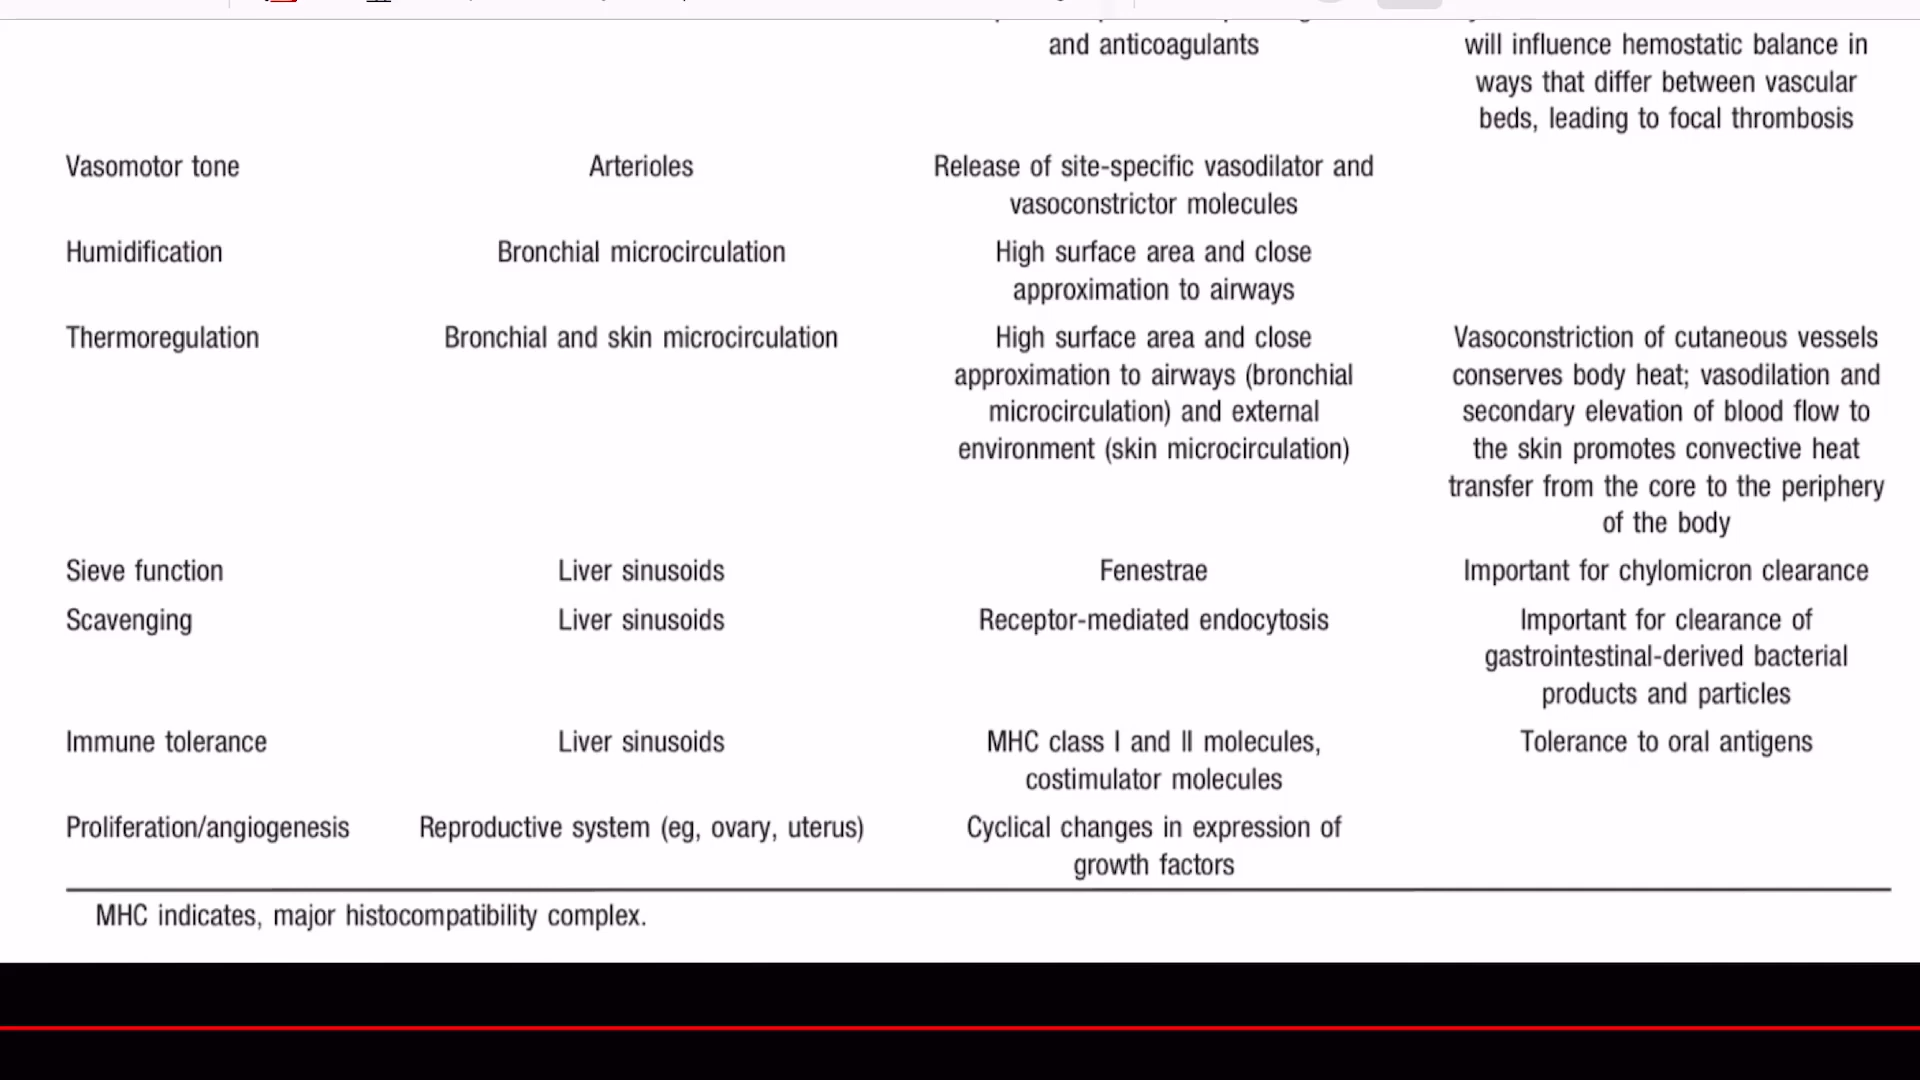 and anticoagulants
will influence hemostatic balance in
ways that differ between vascular
beds, leading to focal thrombosis
Vasomotor tone
Arterioles
Release of site-specific vasodilator and
vasoconstrictor molecules
Humidification
Bronchial microcirculation
High surface area and close
approximation to airways
Thermoregulation
Bronchial and skin microcirculation
High surface area and close
approximation to airways (bronchial
microcirculation) and external
environment (skin microcirculation)
Vasoconstriction of cutaneous vessels
conserves body heat; vasodilation and
secondary elevation of blood flow to
the skin promotes convective heat
transfer from the core to the periphery
of the body
Sieve function
Liver sinusoids
Fenestrae
Important for chylomicron clearance
Scavenging
Liver sinusoids
Receptor-mediated endocytosis
Important for clearance of
gastrointestinal-derived bacterial
products and particles
Immune tolerance
Liver sinusoids
MHC class I and II molecules,
costimulator molecules
Tolerance to oral antigens
Proliferation/angiogenesis
Reproductive system (eg, ovary, uterus)
Cyclical changes in expression of
growth factors
MHC indicates, major histocompatibility complex.